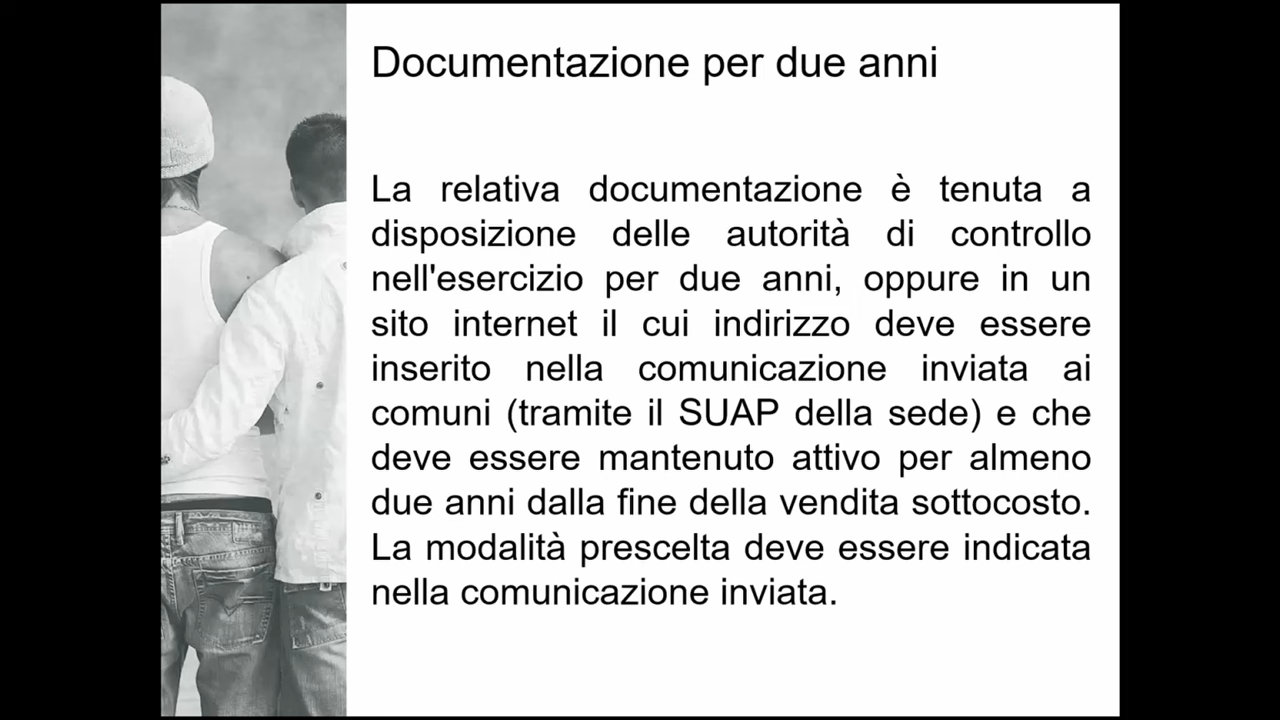 Documentazione per due anni
La relativa documentazione è tenuta a
disposizione delle autorità di controllo
nell'esercizio per due anni, oppure in un
sito internet il cui indirizzo deve essere
inserito nella comunicazione inviata ai
comuni (tramite il SUAP della sede) e che
deve essere mantenuto attivo per almeno
due anni dalla fine della vendita sottocosto.
La modalità prescelta deve essere indicata
nella comunicazione inviata.